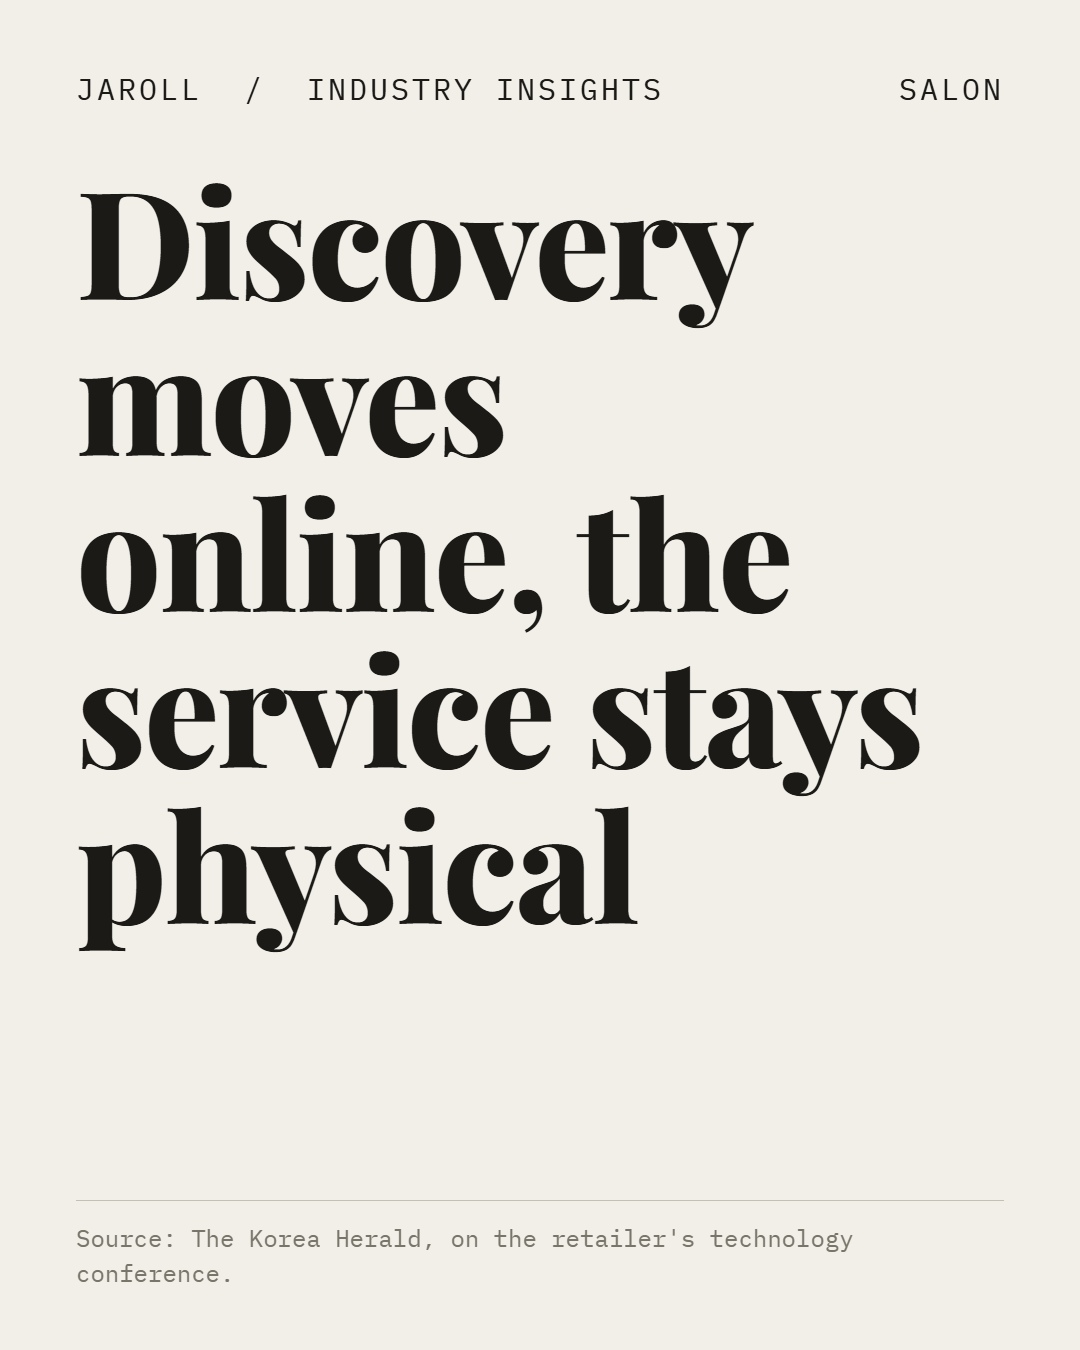 JAROLL / INDUSTRY INSIGHTS SALON
Discovery
moves
online, the
service stays
physical
Source: The Korea Herald, on the retailer's technology
conference.